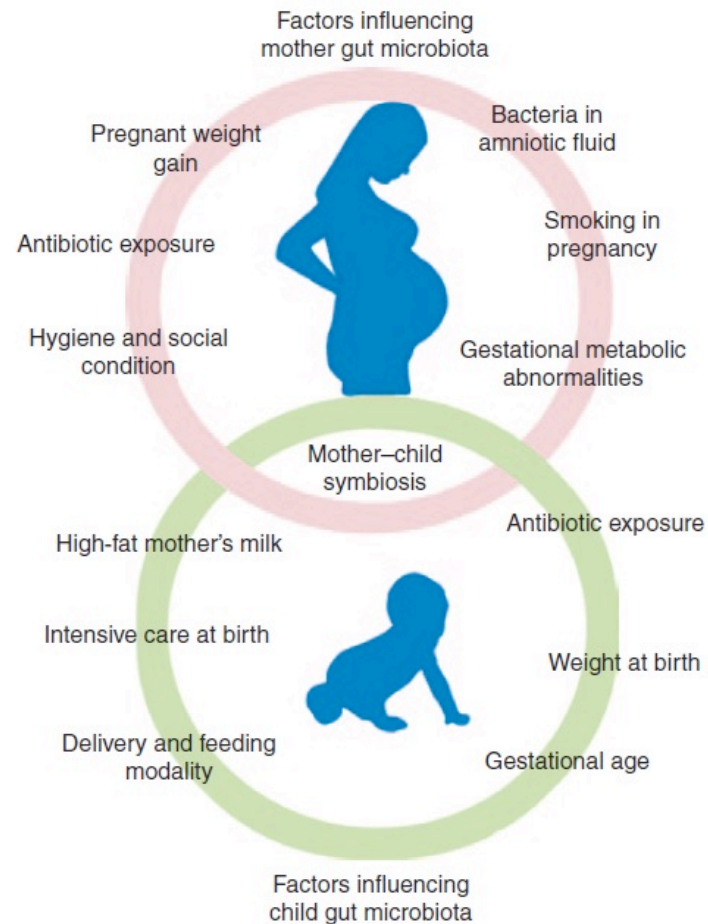 Factors influencing
mother gut microbiota
Pregnant weight
gain
Bacteria in
amniotic fluid
Antibiotic exposure
Smoking in
pregnancy
Hygiene and social
condition
Gestational metabolic
abnormalities
Mother–child
symbiosis
High-fat mother's milk
Antibiotic exposure
Intensive care at birth
Weight at birth
Delivery and feeding
modality
Gestational age
Factors influencing
child gut microbiota